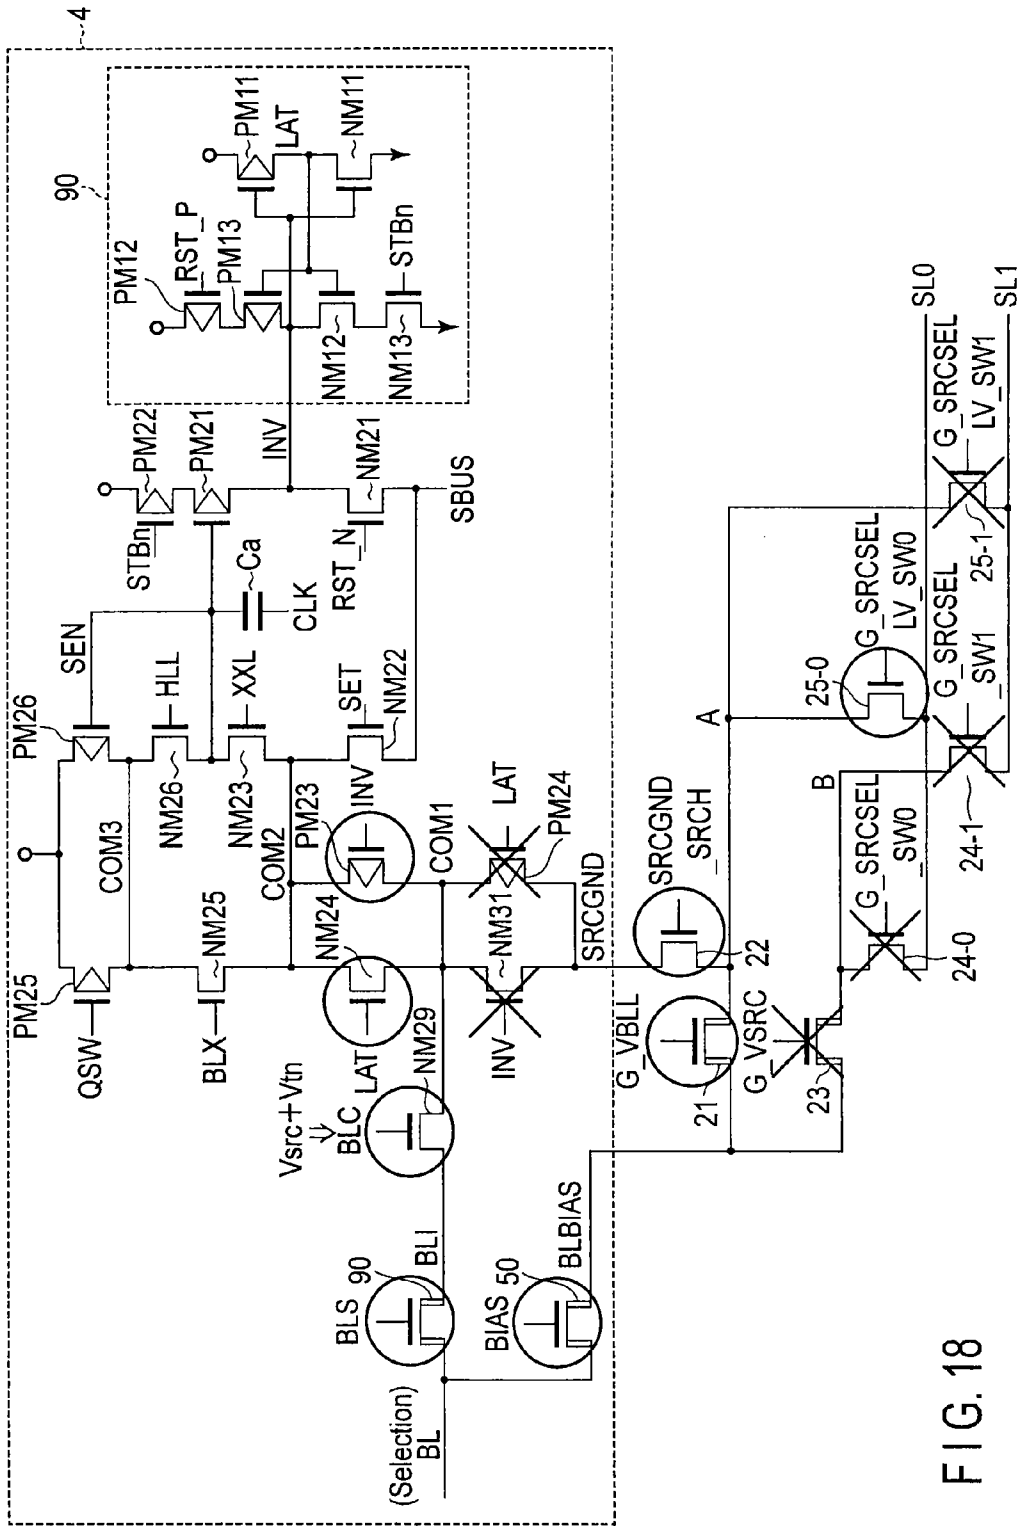 4
90
PM12
RST_P
PM13
PM11
LAT
NM11
STBn
NM12
NM13
INV
PM22
STBn
PM21
NM21
RST_N
SBUS
Ca
CLK
SEN
PM26
HLL
NM26
XXL
NM23
SET
NM22
COM3
PM25
QSW
NM25
BLX
COM2
PM23
INV
COM1
LAT
PM24
NM24
LAT
NM31
INV
SRCGND
NM29
Vsrc+Vtn
BLC
BLI
BLS
90
BIAS
50
BLBIAS
(Selection)
BL
SRCGND
_SRCH
22
G_VBLL
21
G_VSRC
23
A
B
25-0
G_SRCSEL
LV_SW0
G_SRCSEL
LV_SW1
25-1
G_SRCSEL
_SW0
24-0
G_SRCSEL
_SW1
24-1
SL0
SL1
FIG. 18